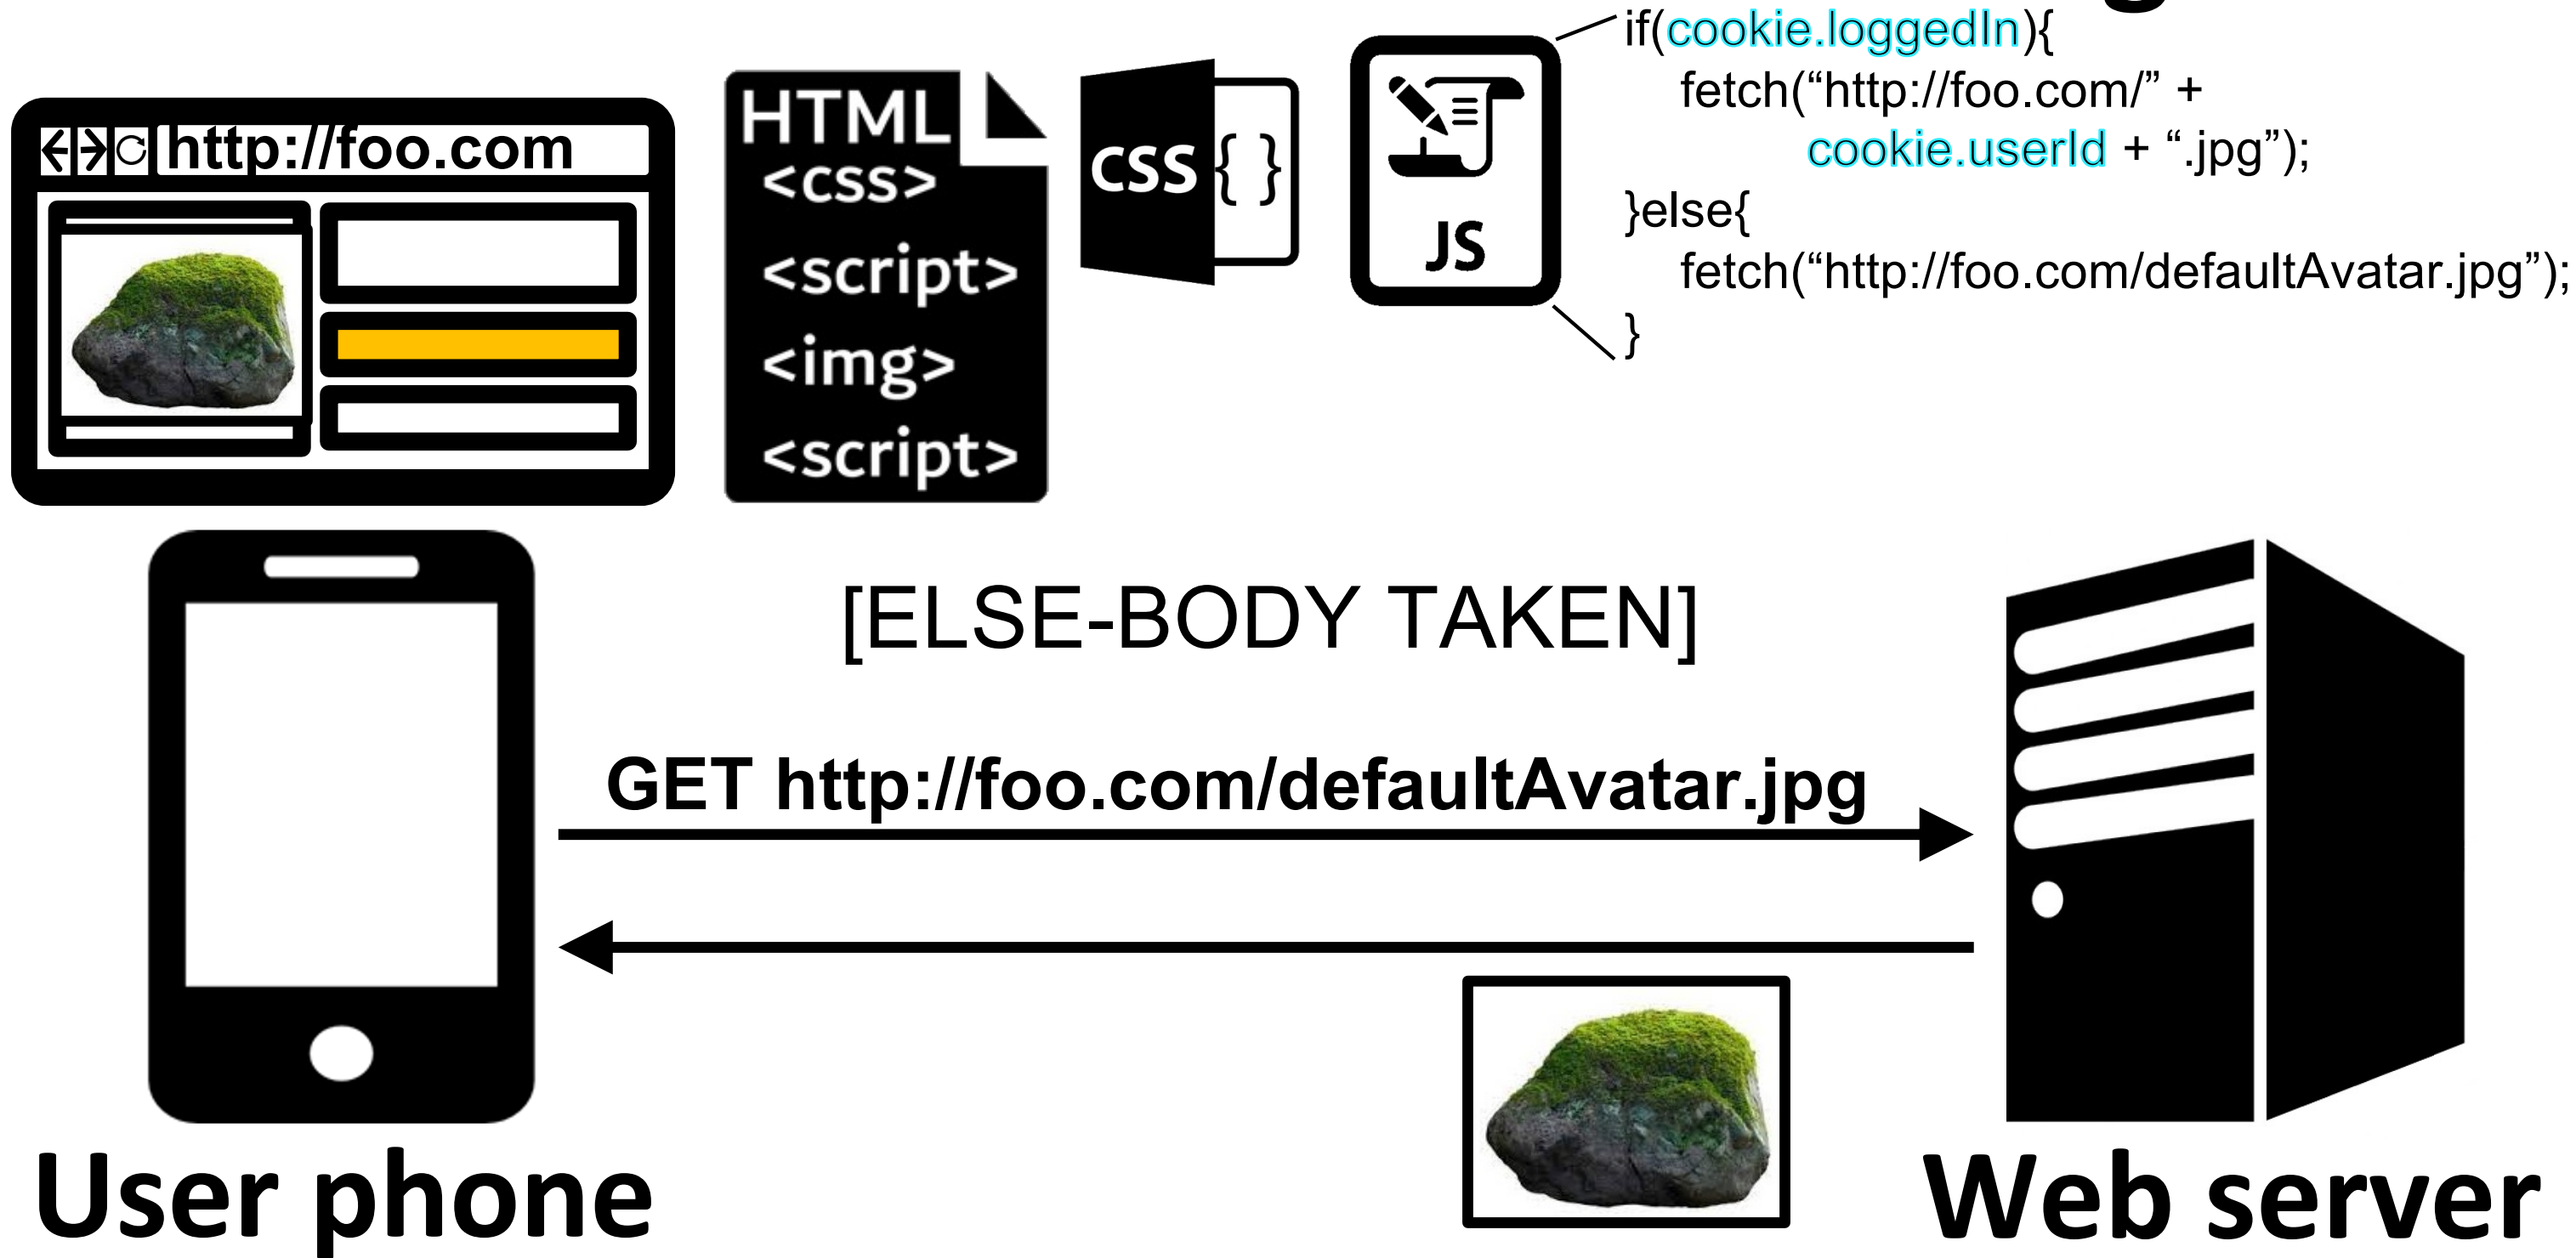 if(cookie.loggedIn){
fetch(“http://foo.com/” +
cookie.userId + “.jpg”);
}else{
fetch(“http://foo.com/defaultAvatar.jpg”);
}
http://foo.com
HTML
<css>
<script>
<img>
<script>
CSS { }
JS
[ELSE-BODY TAKEN]
GET http://foo.com/defaultAvatar.jpg
User phone
Web server